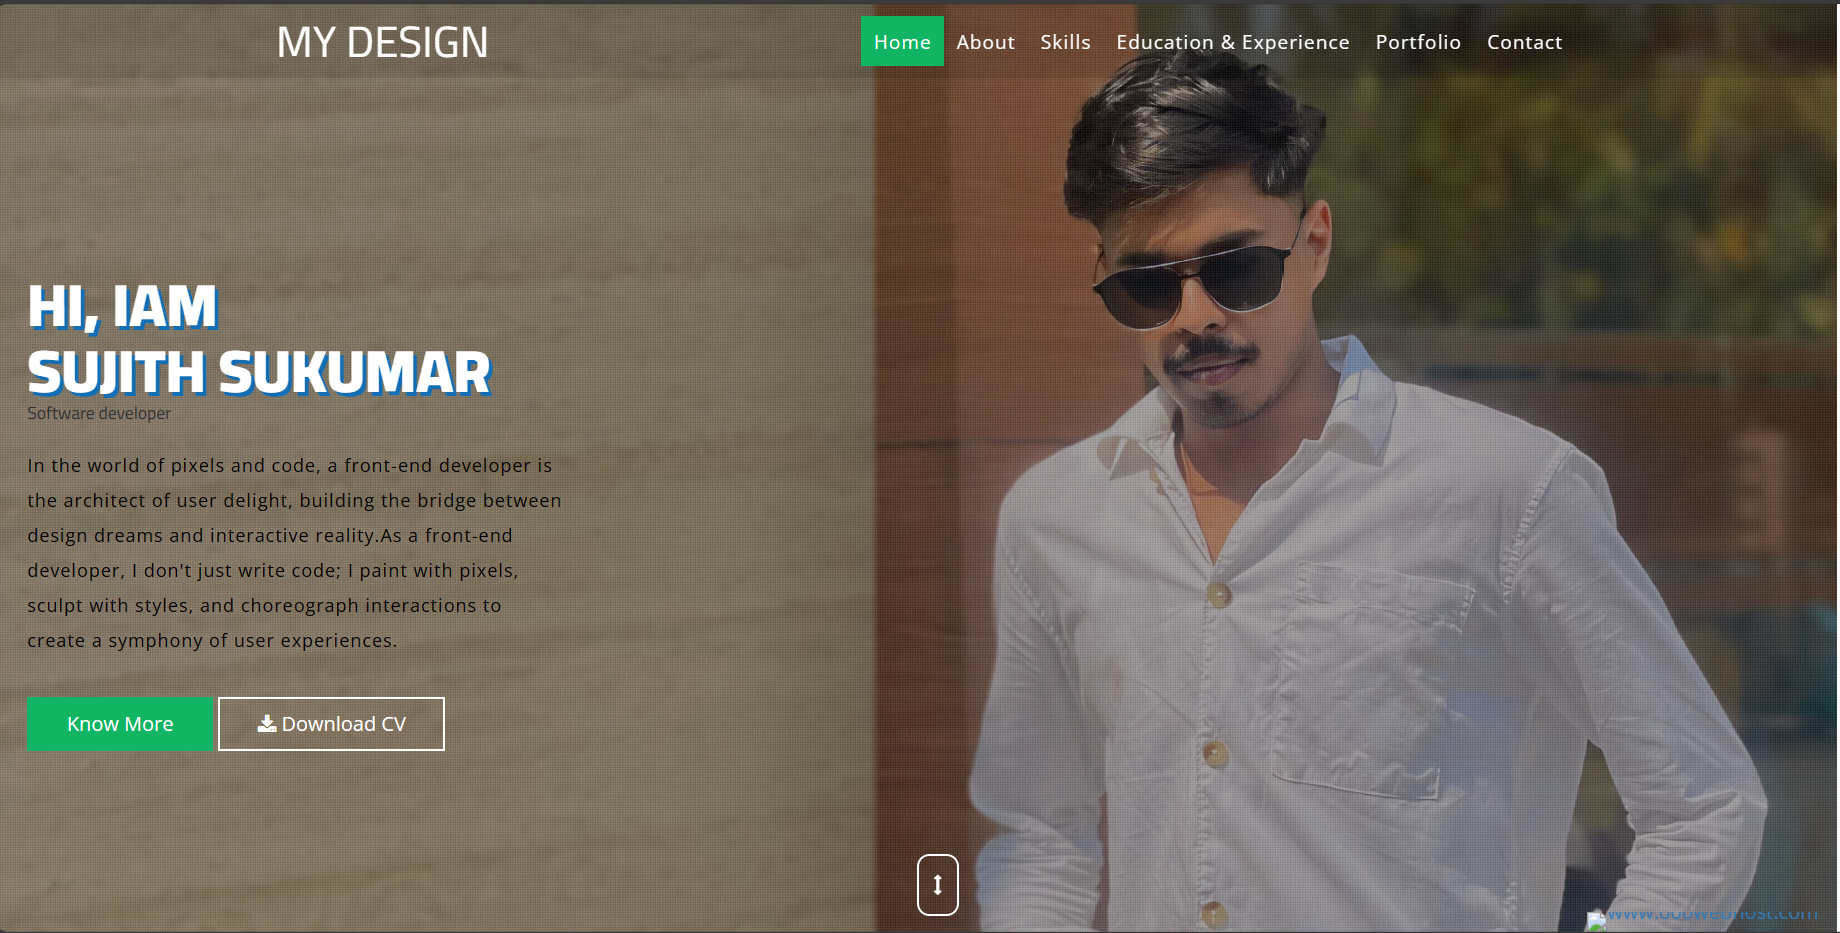 MY DESIGN
Home About Skills Education & Experience Portfolio Contact
HI, IAM
SUJITH SUKUMAR
Software developer
In the world of pixels and code, a front-end developer is
the architect of user delight, building the bridge between
design dreams and interactive reality.As a front-end
developer, I don't just write code; I paint with pixels,
sculpt with styles, and choreograph interactions to
create a symphony of user experiences.
Know More
Download CV